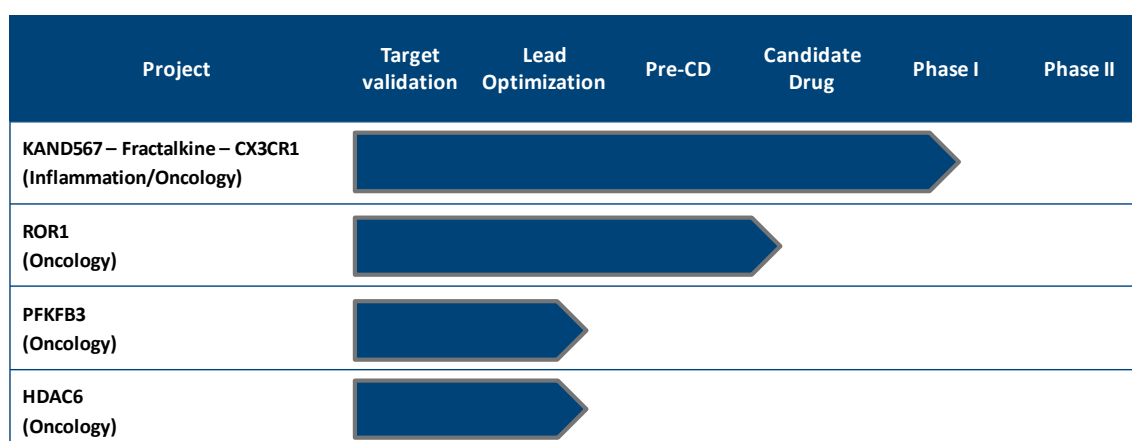 Project
Target
validation
Lead
Optimization
Pre-CD
Candidate
Drug
Phase I
Phase II
KAND567 – Fractalkine – CX3CR1
(Inflammation/Oncology)
ROR1
(Oncology)
PFKFB3
(Oncology)
HDAC6
(Oncology)